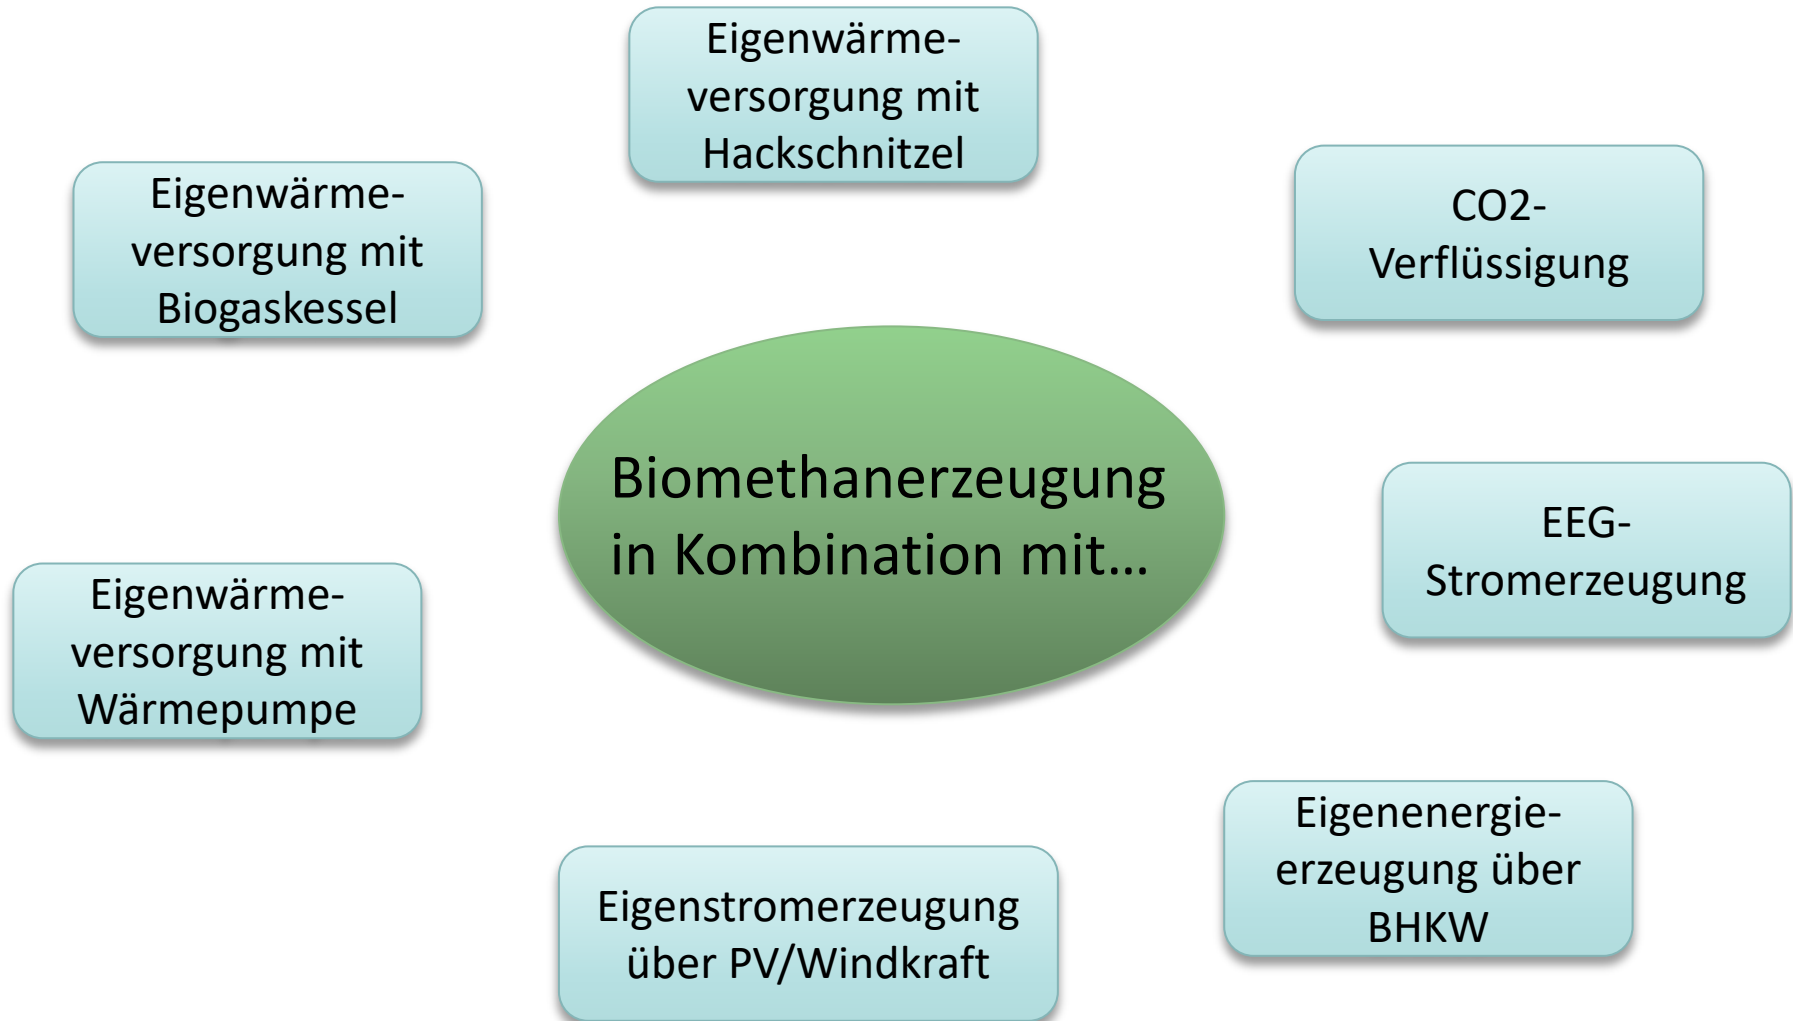 Eigenwärme-
versorgung mit
Hackschnitzel
Eigenwärme-
versorgung mit
Biogaskessel
CO2-
Verflüssigung
Biomethanerzeugung
in Kombination mit...
EEG-
Stromerzeugung
Eigenwärme-
versorgung mit
Wärmepumpe
Eigenenergie-
erzeugung über
BHKW
Eigenstromerzeugung
über PV/Windkraft